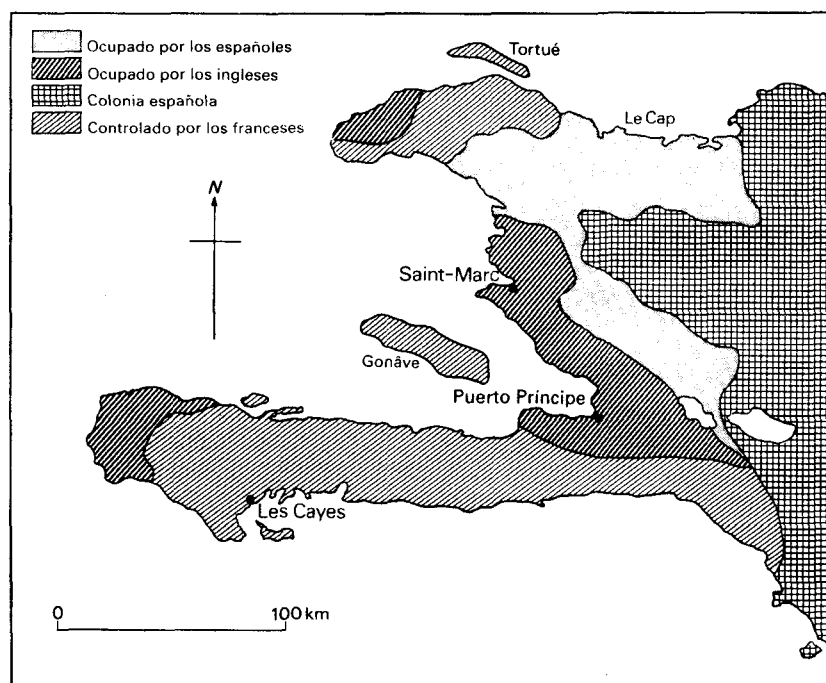 Ocupado por los españoles
Ocupado por los ingleses
Colonia española
Controlado por los franceses
Tortué
Le Cap
N
Saint-Marc
Gonâve
Puerto Príncipe
Les Cayes
0 100 km